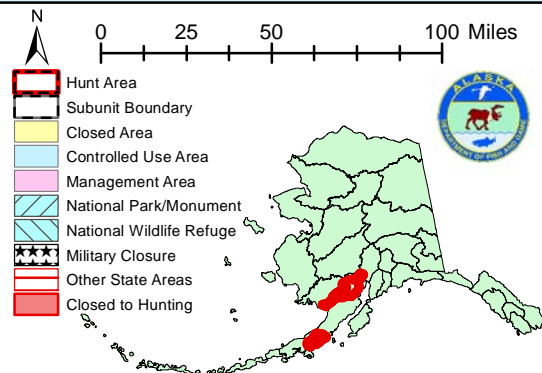 N
0 25 50 100 Miles
Hunt Area
Subunit Boundary
Closed Area
Controlled Use Area
Management Area
National Park/Monument
National Wildlife Refuge
Military Closure
Other State Areas
Closed to Hunting
ALASKA
DEPARTMENT OF FISH AND GAME